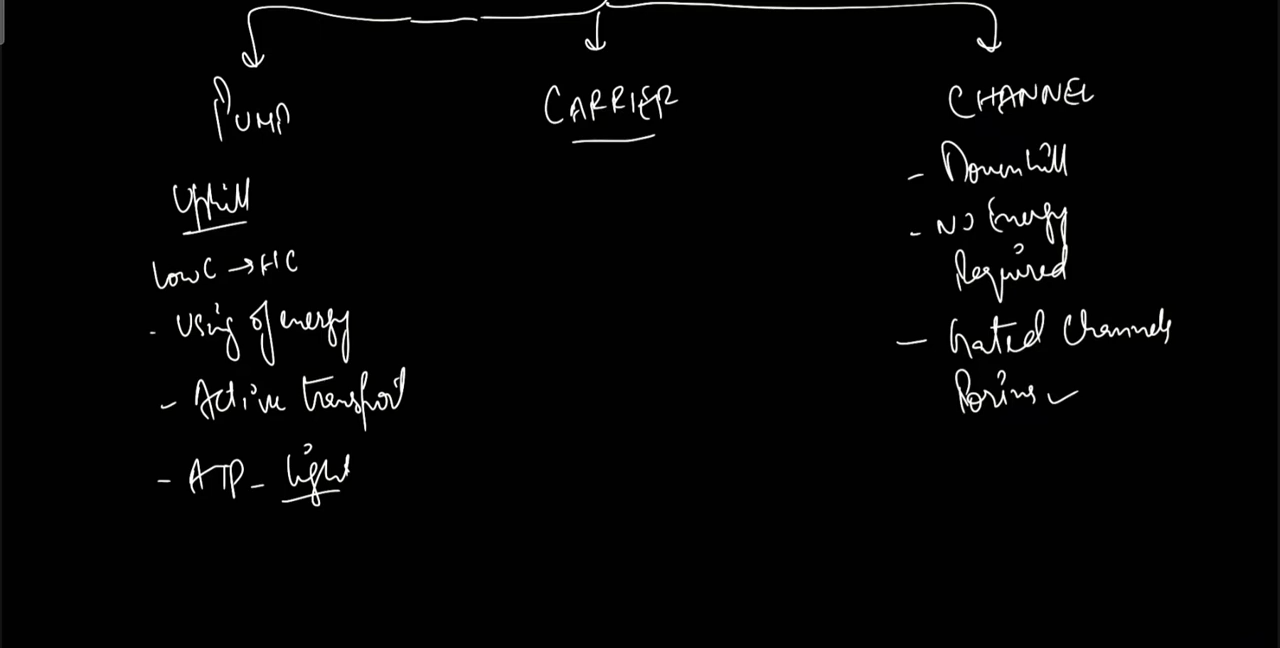 PUMP
CARRIER
CHANNEL
Uphill
Low C → HC
- Using of energy
- Active transport
- ATP - light
- Downhill
- No Energy
Required
- Gated Channels
Porins ✓